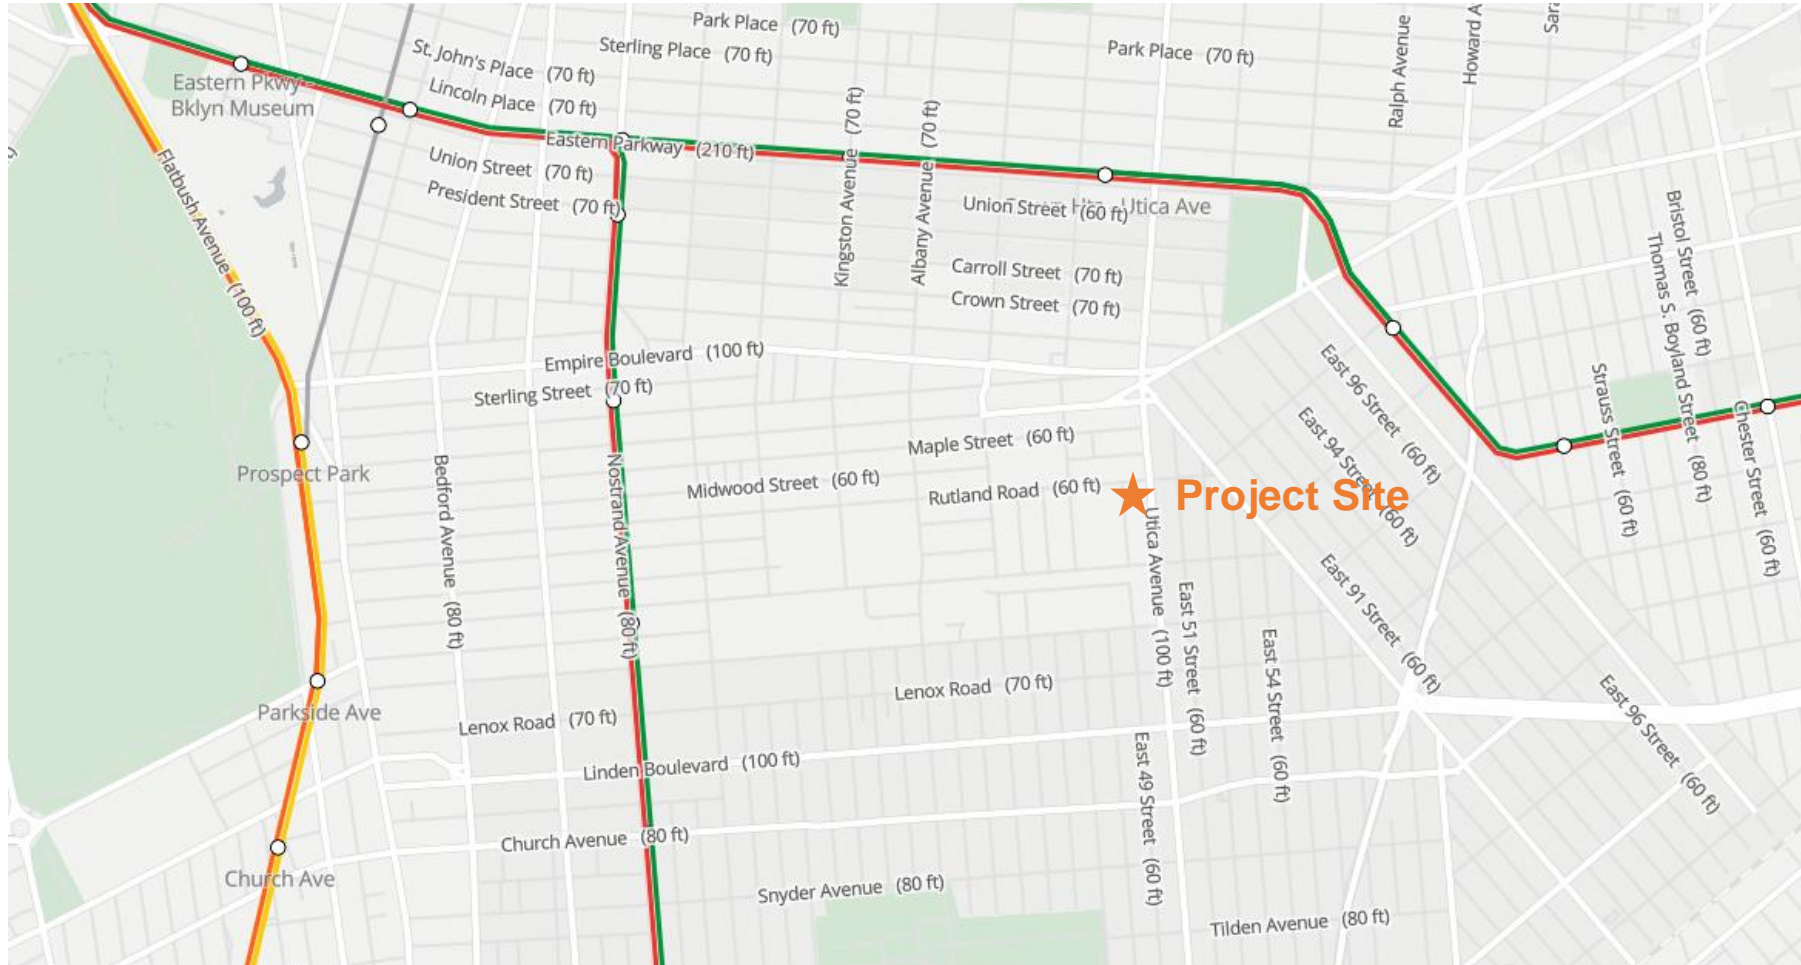 Park Place (70 ft)
Sterling Place (70 ft)
Park Place (70 ft)
St. John's Place (70 ft)
Lincoln Place (70 ft)
Eastern Pkwy -
Bklyn Museum
Ralph Avenue
Howard A
Sara
Eastern Parkway (210 ft)
Union Street (70 ft)
President Street (70 ft)
Kingston Avenue (70 ft)
Albany Avenue (70 ft)
Union Street (60 ft)
Utica Ave
Carroll Street (70 ft)
Crown Street (70 ft)
Flatbush Avenue (100 ft)
Bristol Street (60 ft)
Thomas S. Boyland Street (80 ft)
Empire Boulevard (100 ft)
Sterling Street (70 ft)
East 96 Street (60 ft)
East 94 Street (60 ft)
Strauss Street (60 ft)
Chester Street (60 ft)
Maple Street (60 ft)
Prospect Park
Midwood Street (60 ft)
Rutland Road (60 ft)
Project Site
Bedford Avenue (80 ft)
Nostrand Avenue (80 ft)
Utica Avenue (100 ft)
East 51 Street (60 ft)
East 91 Street (60 ft)
East 54 Street (60 ft)
Lenox Road (70 ft)
Parkside Ave
Lenox Road (70 ft)
East 96 Street (60 ft)
Linden Boulevard (100 ft)
East 49 Street (60 ft)
Church Avenue (80 ft)
Church Ave
Snyder Avenue (80 ft)
Tilden Avenue (80 ft)